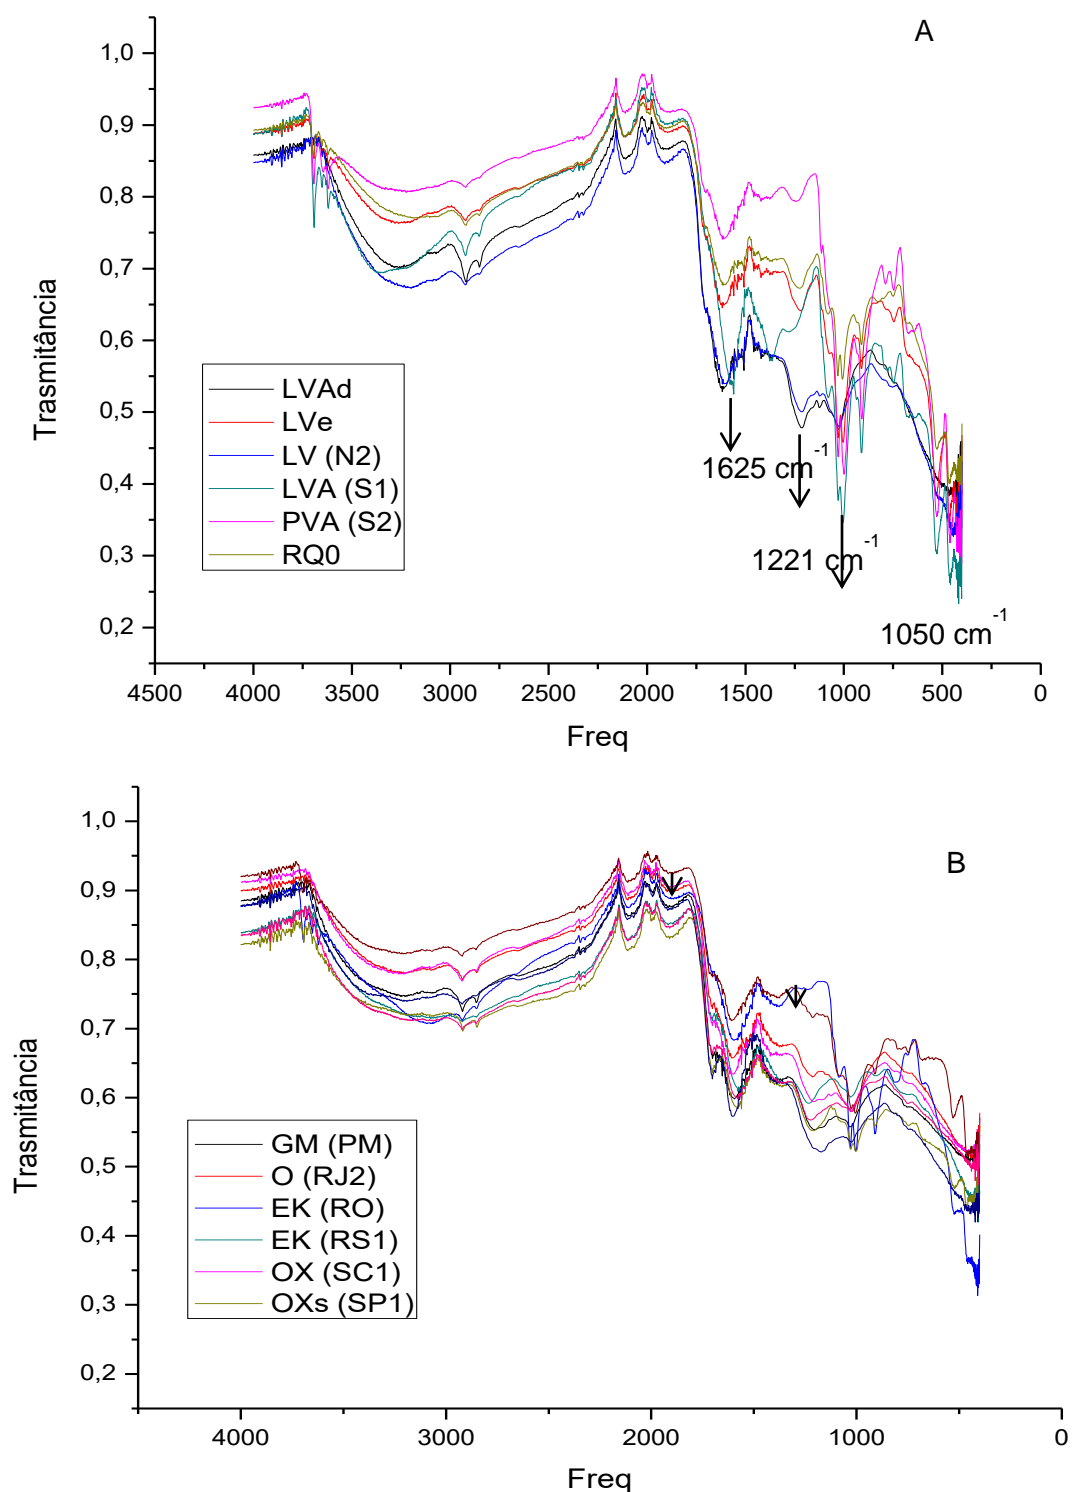 A
1,0
0,9
0,8
0,7
0,6
0,5
0,4
0,3
0,2
Trasmitância
LVAd
LVe
LV (N2)
LVA (S1)
PVA (S2)
RQ0
1625 cm-1
1221 cm-1
1050 cm-1
4500 4000 3500 3000 2500 2000 1500 1000 500 0
Freq
B
1,0
0,9
0,8
0,7
0,6
0,5
0,4
0,3
0,2
Trasmitância
GM (PM)
O (RJ2)
EK (RO)
EK (RS1)
OX (SC1)
OXs (SP1)
4000 3000 2000 1000 0
Freq